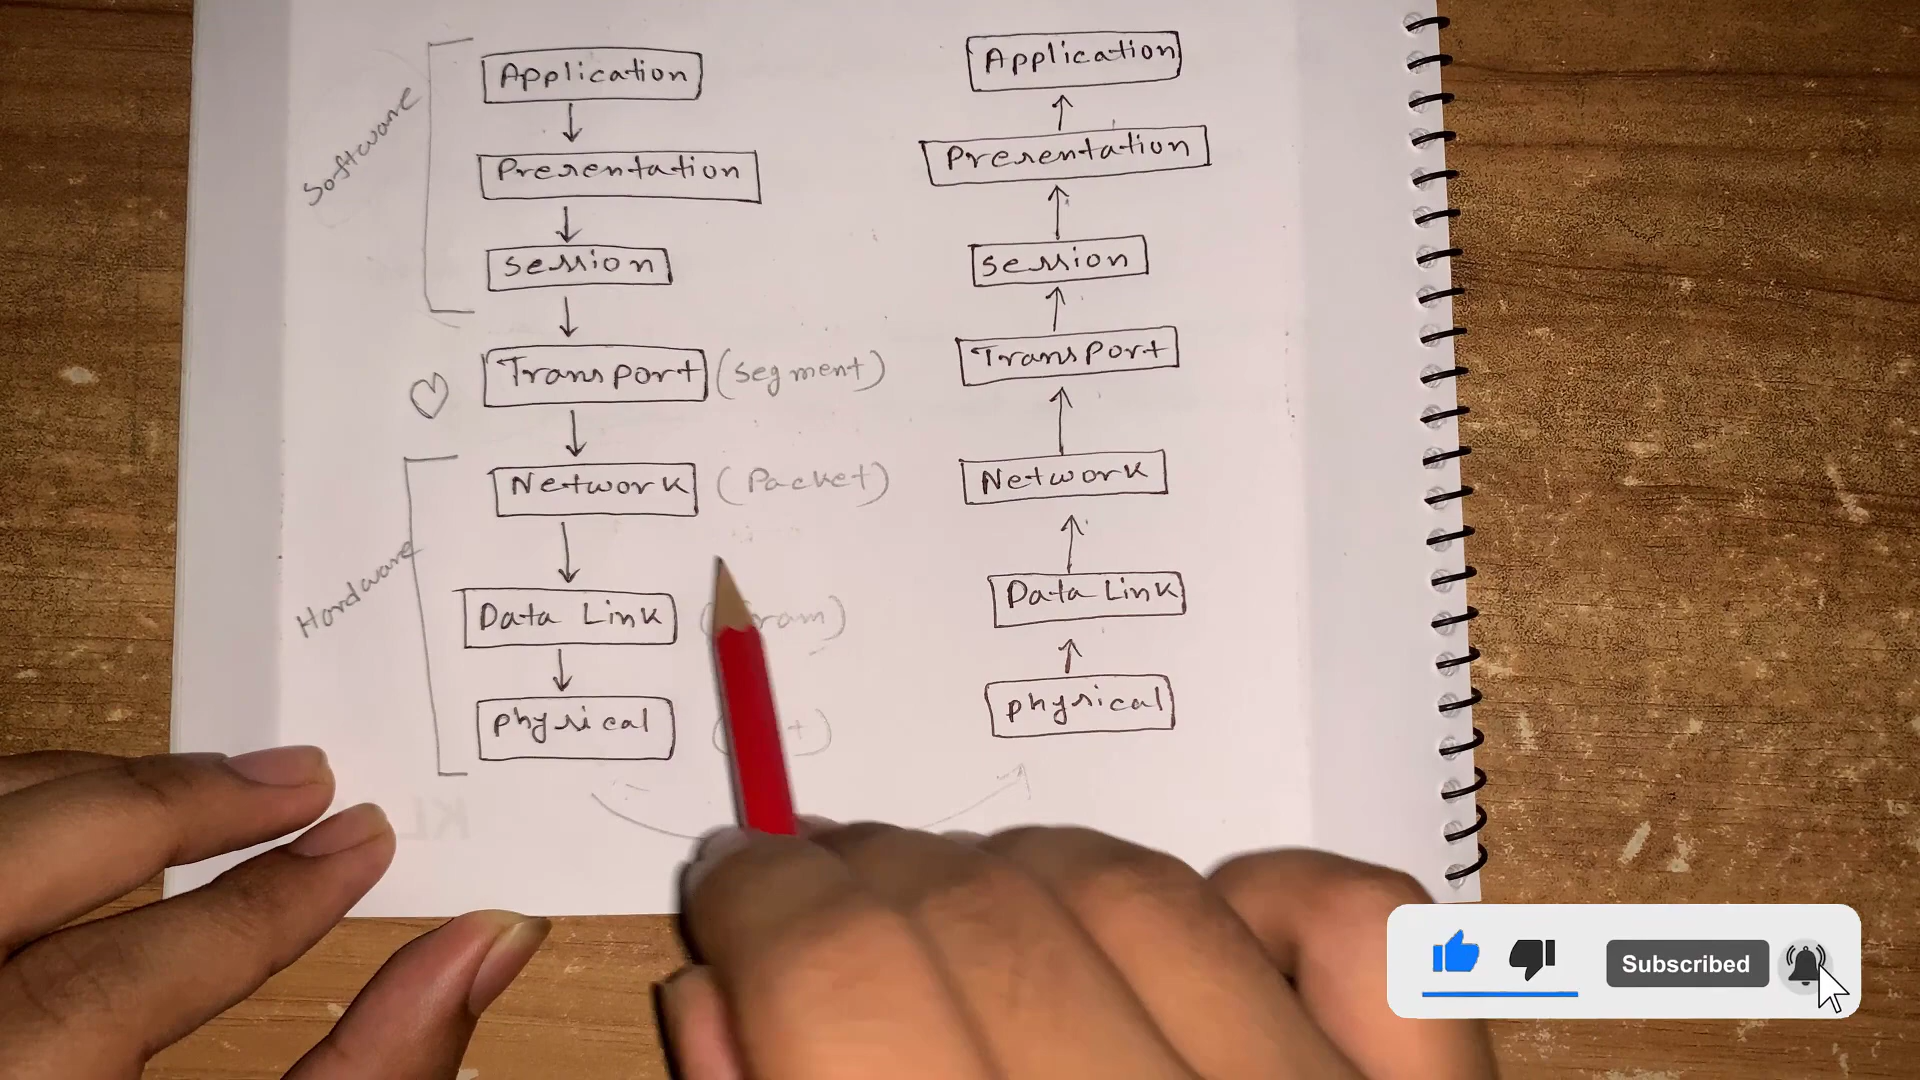 Software
Application
Presentation
Session
Transport (Segment)
Network (Packet)
Hardware
Data Link
Physical
Application
Presentation
Session
Transport
Network
Data Link
Physical
Subscribed